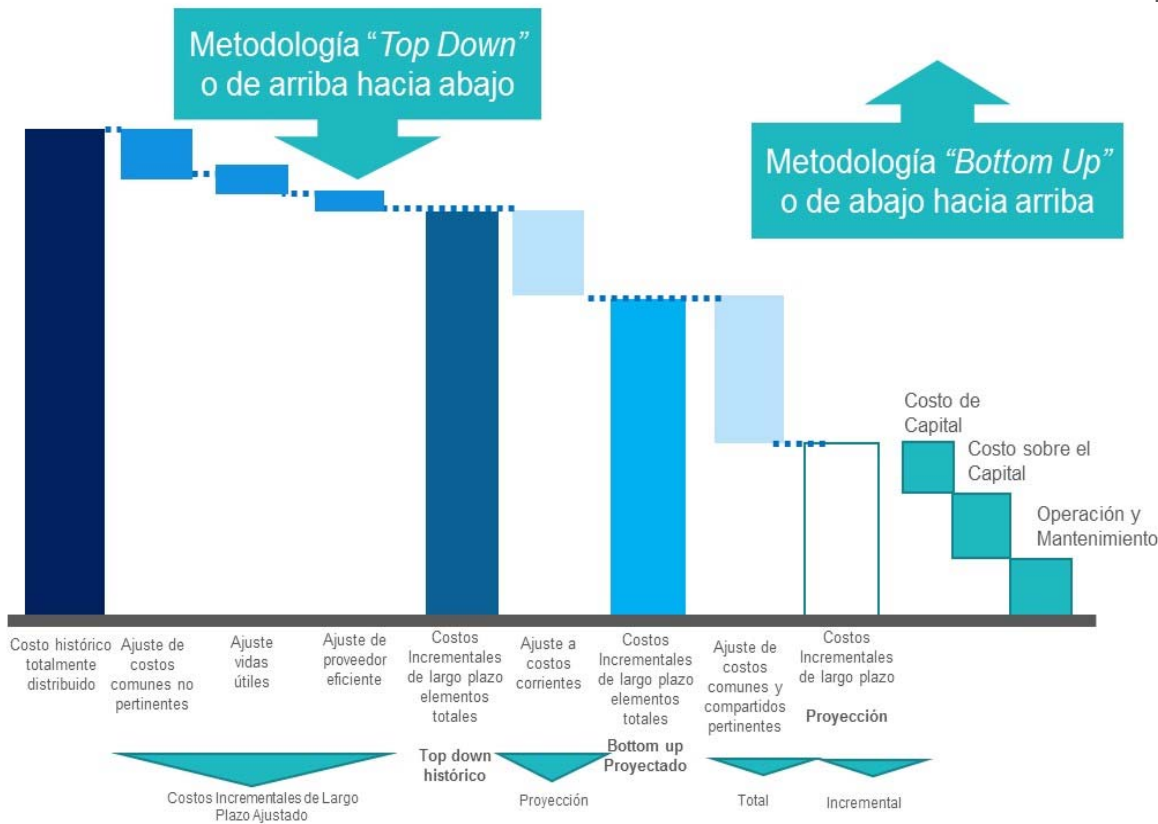 Metodología “Top Down”
o de arriba hacia abajo
Metodología “Bottom Up”
o de abajo hacia arriba
Costo de
Capital
Costo sobre el
Capital
Operación y
Mantenimiento
Costo histórico
totalmente
distribuido
Ajuste de
costos
comunes no
pertinentes
Ajuste
vidas
útiles
Ajuste de
proveedor
eficiente
Costos
Incrementales
de largo plazo
elementos
totales
Top down
histórico
Ajuste a
costos
corrientes
Costos
Incrementales
de largo plazo
elementos
totales
Bottom up
Proyectado
Ajuste de
costos
comunes y
compartidos
pertinentes
Costos
Incrementales
de largo plazo
Proyección
Costos Incrementales de Largo
Plazo Ajustado
Proyección
Total
Incremental